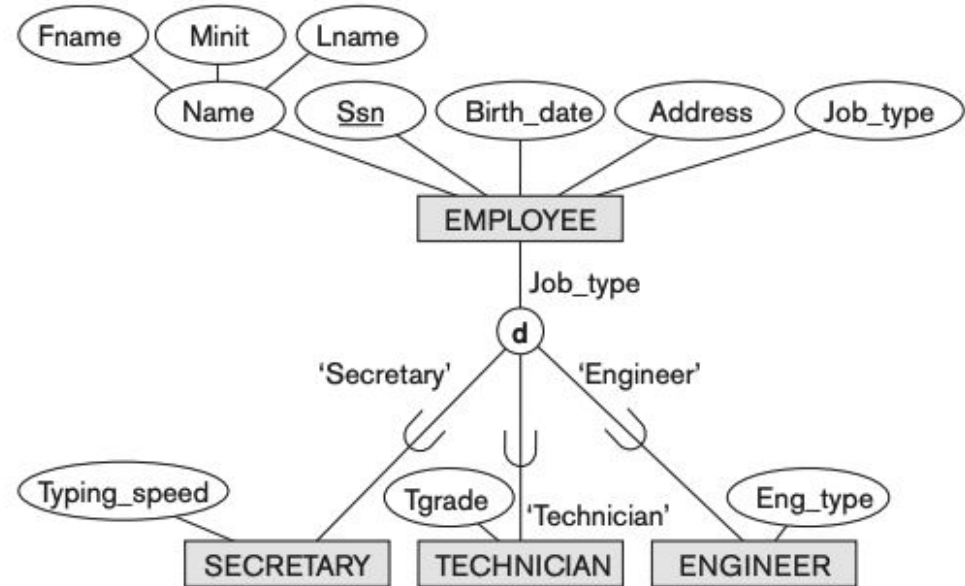 Fname Minit Lname
Name Ssn Birth_date Address Job_type
EMPLOYEE
Job_type
d
‘Secretary’ ‘Engineer’
Typing_speed Tgrade ‘Technician’ Eng_type
SECRETARY TECHNICIAN ENGINEER